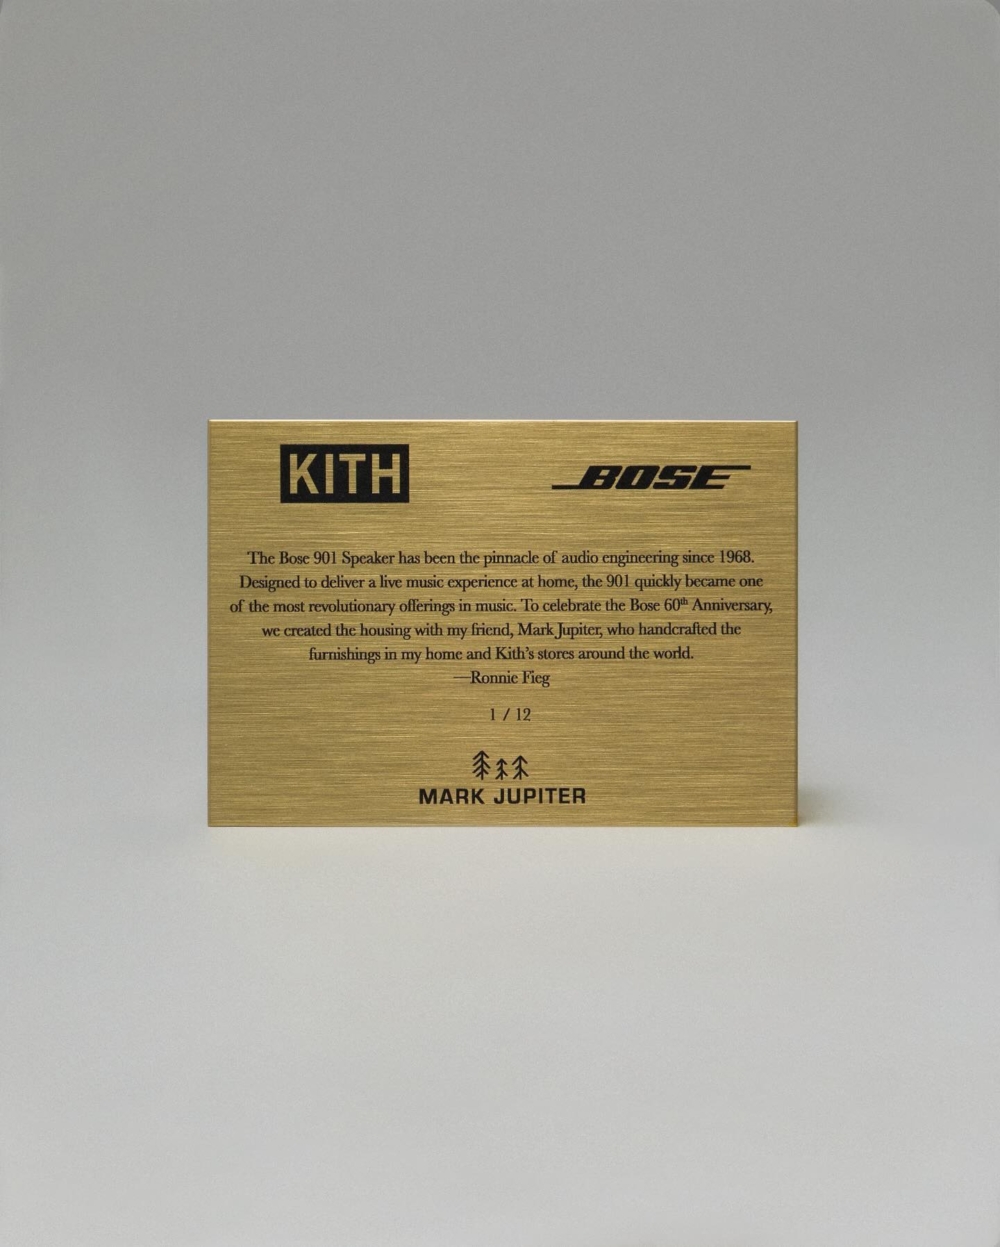 KITH
BOSE
The Bose 901 Speaker has been the pinnacle of audio engineering since 1968.
Designed to deliver a live music experience at home, the 901 quickly became one
of the most revolutionary offerings in music. To celebrate the Bose 60th Anniversary,
we created the housing with my friend, Mark Jupiter, who handcrafted the
furnishings in my home and Kith's stores around the world.
—Ronnie Fieg
1 / 12
MARK JUPITER